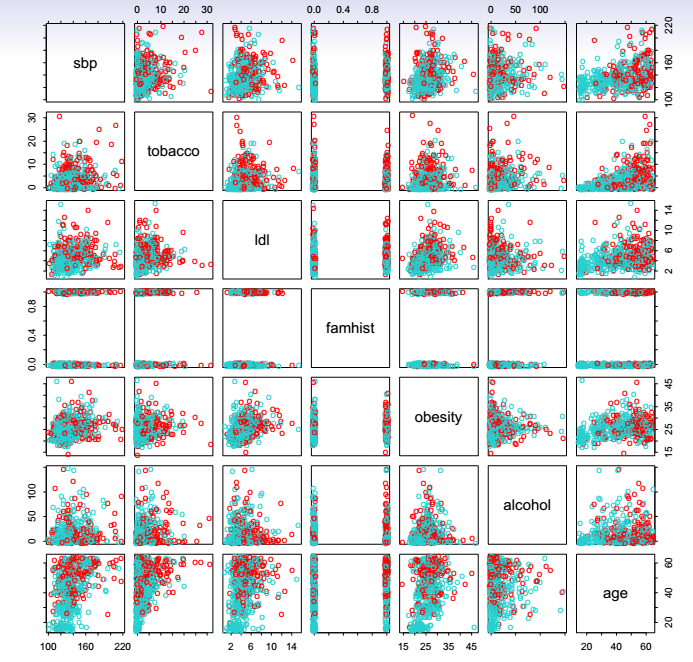 0 10 20 30 0.0 0.4 0.8 0 50 100
sbp 100 160 220
0 10 20 30 tobacco
ldl 2 6 10 14
0.0 0.4 0.8 famhist
obesity 15 25 35 45
0 50 100 alcohol
age 20 40 60
100 160 220 2 6 10 14 15 25 35 45 20 40 60